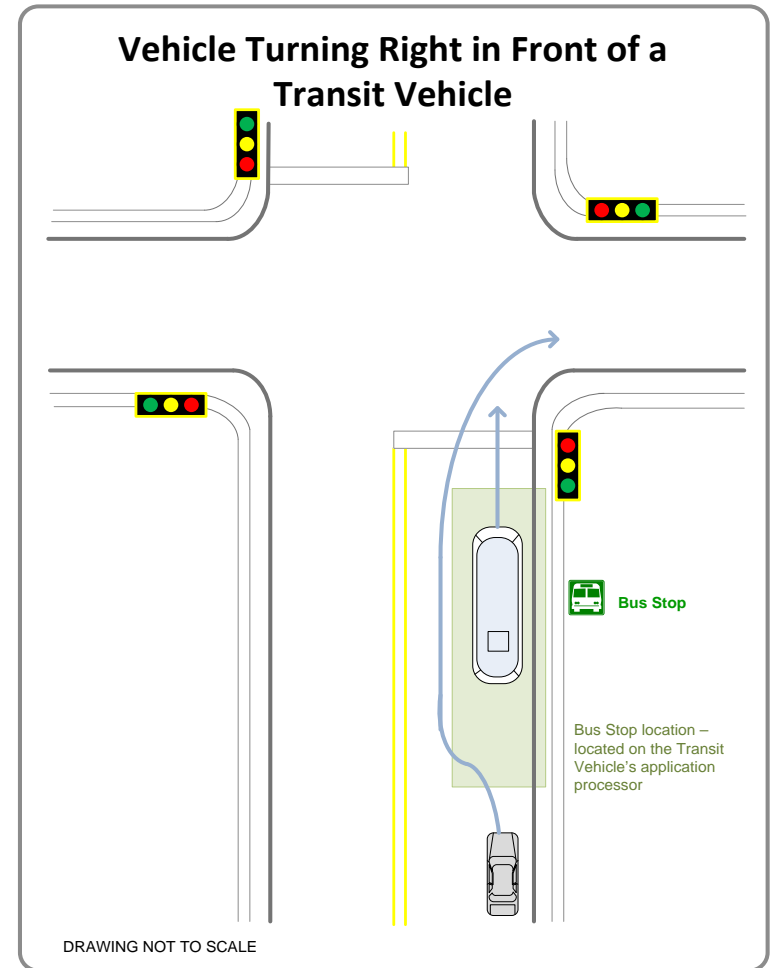 Vehicle Turning Right in Front of a
Transit Vehicle
Bus Stop
Bus Stop location –
located on the Transit
Vehicle's application
processor
DRAWING NOT TO SCALE